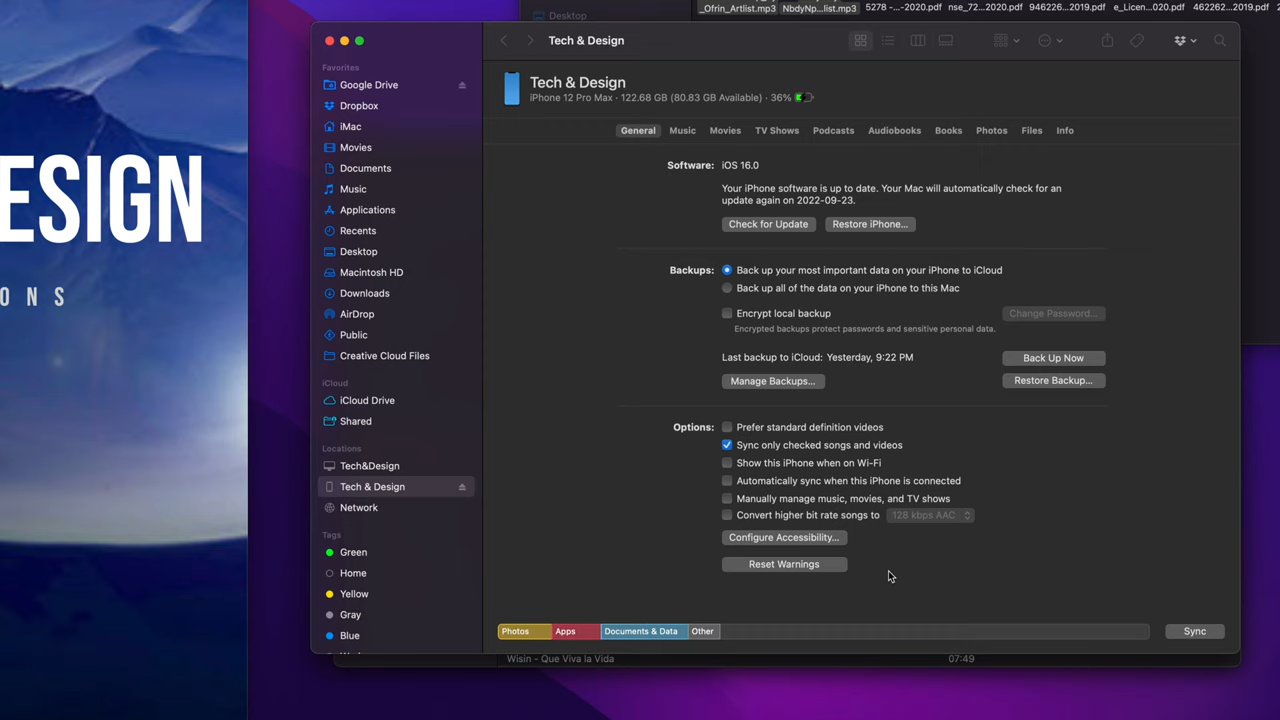 ESIGN
ONS
Desktop
_Ofrin_Artlist.mp3
NbdyNp...list.mp3
5278 -...-2020.pdf
nse_72...2020.pdf
946226...2019.pdf
e_Licen...020.pdf
462262...2019.pdf
Tech & Design
Favorites
Google Drive
Dropbox
iMac
Movies
Documents
Music
Applications
Recents
Desktop
Macintosh HD
Downloads
AirDrop
Public
Creative Cloud Files
iCloud
iCloud Drive
Shared
Locations
Tech&Design
Tech & Design
Network
Tags
Green
Home
Yellow
Gray
Blue
Tech & Design
iPhone 12 Pro Max · 122.68 GB (80.83 GB Available) · 36%
General Music Movies TV Shows Podcasts Audiobooks Books Photos Files Info
Software: iOS 16.0
Your iPhone software is up to date. Your Mac will automatically check for an
update again on 2022-09-23.
Check for Update Restore iPhone...
Backups: Back up your most important data on your iPhone to iCloud
Back up all of the data on your iPhone to this Mac
Encrypt local backup Change Password...
Encrypted backups protect passwords and sensitive personal data.
Last backup to iCloud: Yesterday, 9:22 PM Back Up Now
Manage Backups... Restore Backup...
Options: Prefer standard definition videos
Sync only checked songs and videos
Show this iPhone when on Wi-Fi
Automatically sync when this iPhone is connected
Manually manage music, movies, and TV shows
Convert higher bit rate songs to 128 kbps AAC
Configure Accessibility...
Reset Warnings
Photos Apps Documents & Data Other Sync
Wisin - Que Viva la Vida 07:49